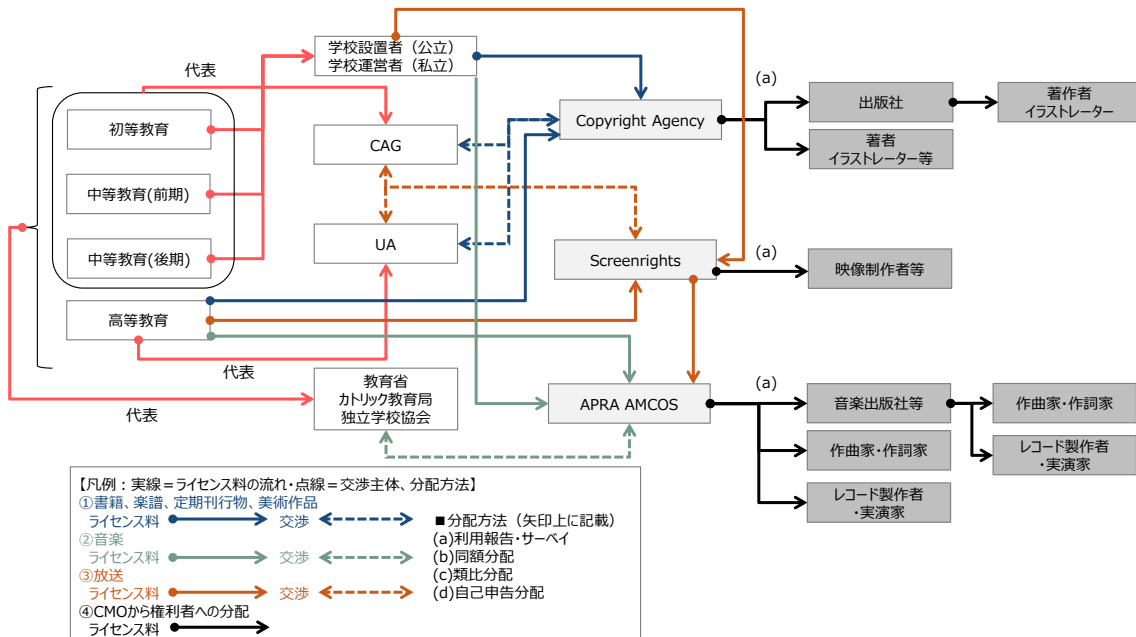 学校設置者（公立）
学校運営者（私立）
代表
初等教育
中等教育(前期)
中等教育(後期)
高等教育
CAG
UA
代表
代表
教育省
カトリック教育局
独立学校協会
Copyright Agency
Screenrights
APRA AMCOS
(a)
出版社
著作者
イラストレーター
著者
イラストレーター等
(a)
映像制作者等
(a)
音楽出版社等
作曲家・作詞家
作曲家・作詞家
レコード製作者
・実演家
レコード製作者
・実演家
【凡例：実線＝ライセンス料の流れ・点線＝交渉主体、分配方法】
①書籍、楽譜、定期刊行物、美術作品
ライセンス料 交渉
②音楽
ライセンス料 交渉
③放送
ライセンス料 交渉
④CMOから権利者への分配
ライセンス料
■分配方法（矢印上に記載）
(a)利用報告・サーベイ
(b)同額分配
(c)類比分配
(d)自己申告分配